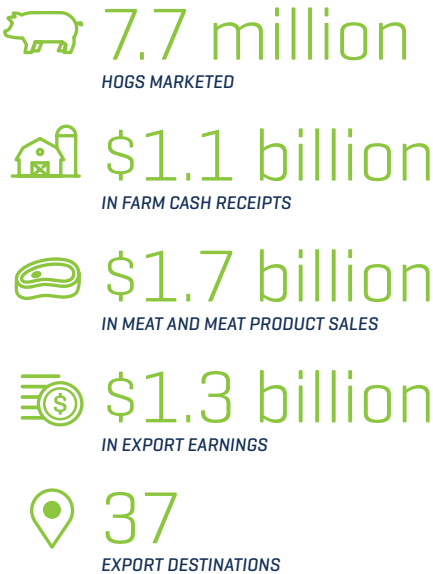 7.7 million
HOGS MARKETED
$1.1 billion
IN FARM CASH RECEIPTS
$1.7 billion
IN MEAT AND MEAT PRODUCT SALES
$
$1.3 billion
IN EXPORT EARNINGS
37
EXPORT DESTINATIONS